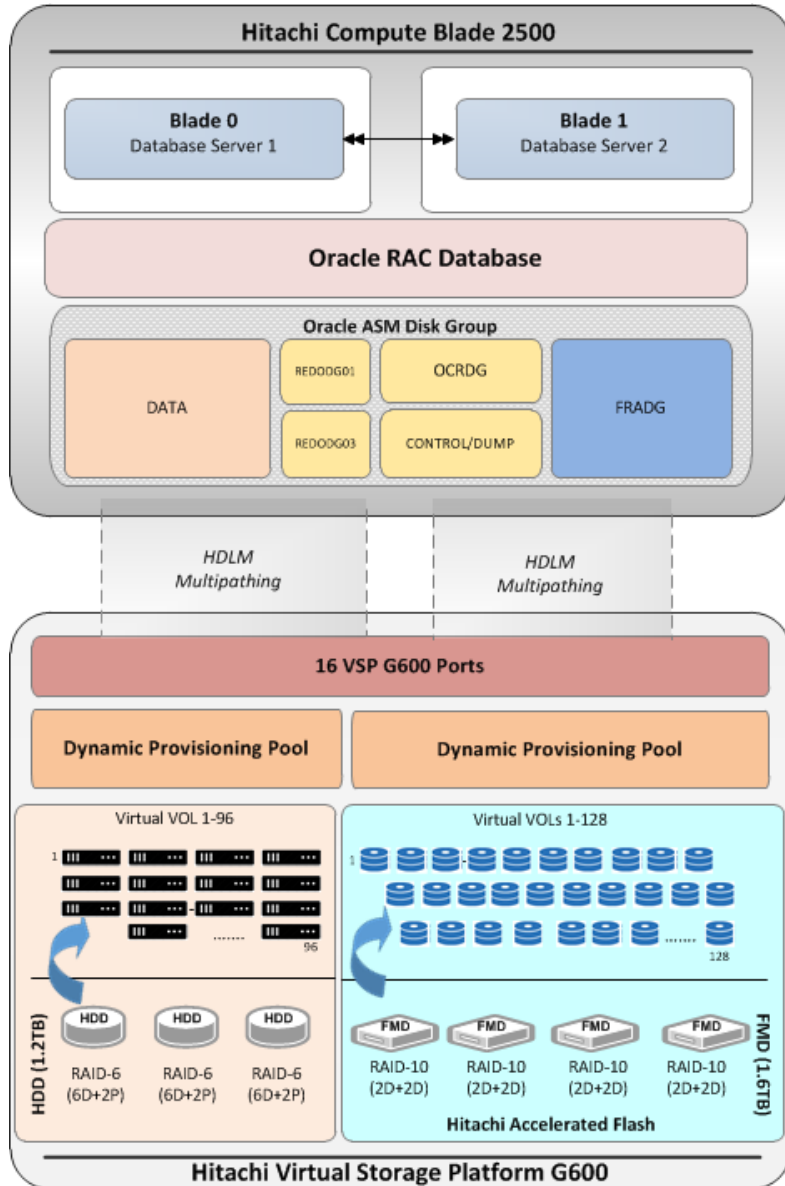 Hitachi Compute Blade 2500
Blade 0
Database Server 1
Blade 1
Database Server 2
Oracle RAC Database
Oracle ASM Disk Group
DATA
REDODG01
OCRDG
FRADG
REDODG03
CONTROL/DUMP
HDLM
Multipathing
HDLM
Multipathing
16 VSP G600 Ports
Dynamic Provisioning Pool
Dynamic Provisioning Pool
Virtual VOL 1-96
1
.......
96
Virtual VOLs 1-128
1
.......
128
HDD (1.2TB)
HDD
HDD
HDD
RAID-6
(6D+2P)
RAID-6
(6D+2P)
RAID-6
(6D+2P)
FMD
FMD
FMD
FMD
RAID-10
(2D+2D)
RAID-10
(2D+2D)
RAID-10
(2D+2D)
RAID-10
(2D+2D)
FMD (1.6TB)
Hitachi Accelerated Flash
Hitachi Virtual Storage Platform G600